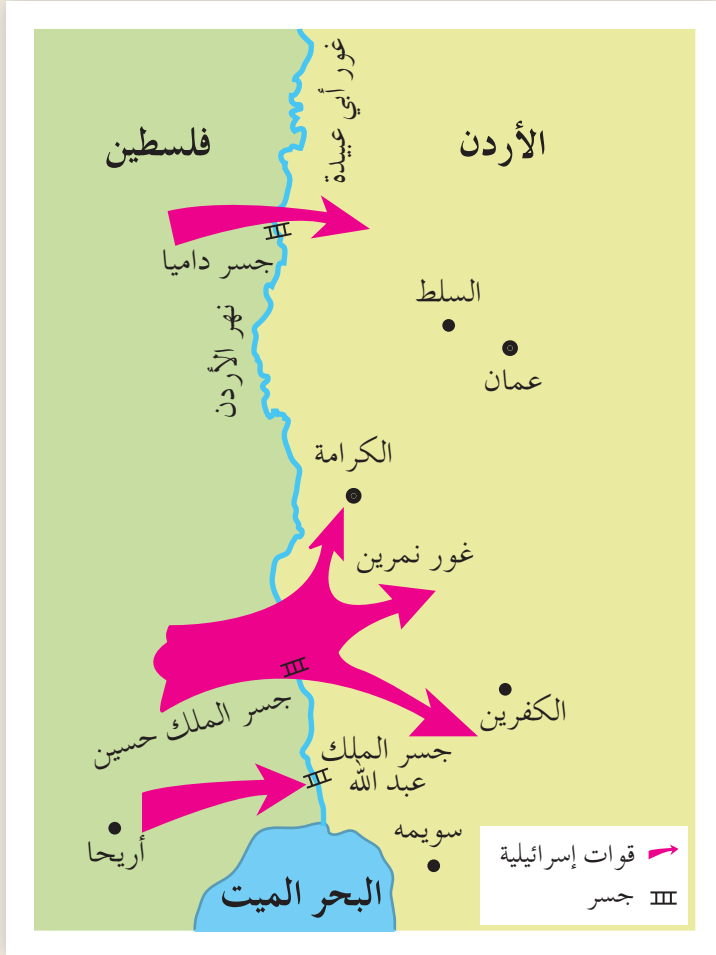 غور أبي عبيدة
الأردن
فلسطين
جسر داميا
السلط
نهر الأردن
عمان
الكرامة
غور نمرين
الكفرين
جسر الملك حسين
جسر الملك
عبد الله
سويمه
أريحا
البحر الميت
قوات إسرائيلية
جسر